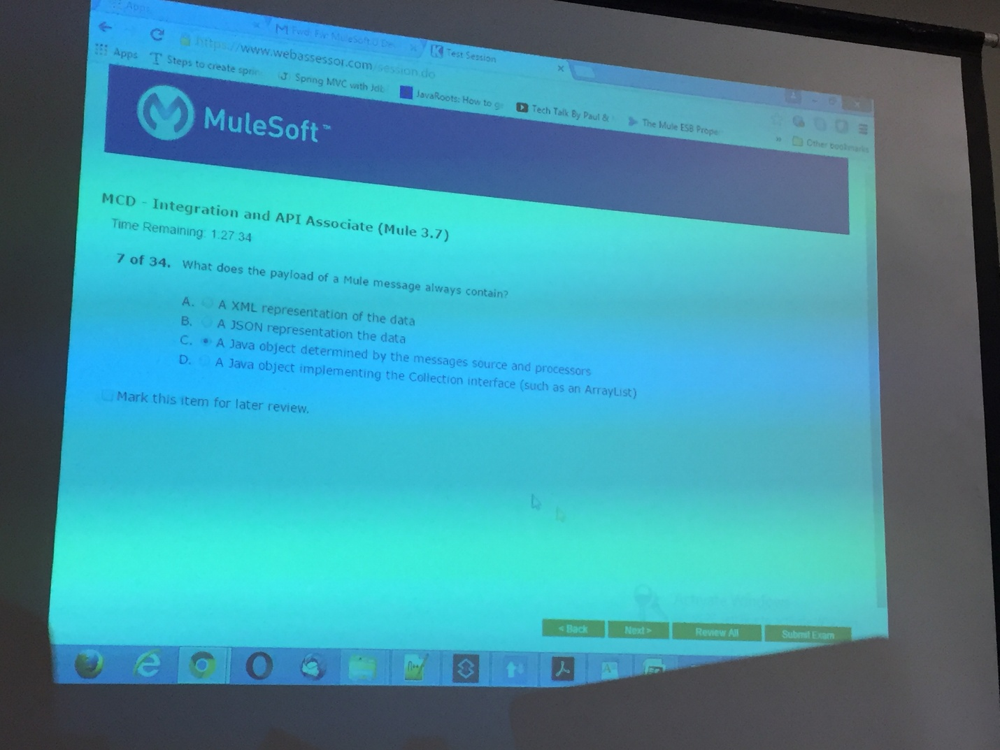 Apps
Fwd: Fw: MuleSoft.U De
Test Session
https://www.webassessor.com/session.do
Apps
Steps to create sprin
Spring MVC with Jdb
JavaRoots: How to ge
Tech Talk By Paul &
The Mule ESB Prope
Other bookmarks
MuleSoft™
MCD - Integration and API Associate (Mule 3.7)
Time Remaining: 1:27:34
7 of 34. What does the payload of a Mule message always contain?
A. A XML representation of the data
B. A JSON representation the data
C. A Java object determined by the messages source and processors
D. A Java object implementing the Collection interface (such as an ArrayList)
Mark this item for later review.
Activate Windows
< Back
Next >
Review All
Submit Exam